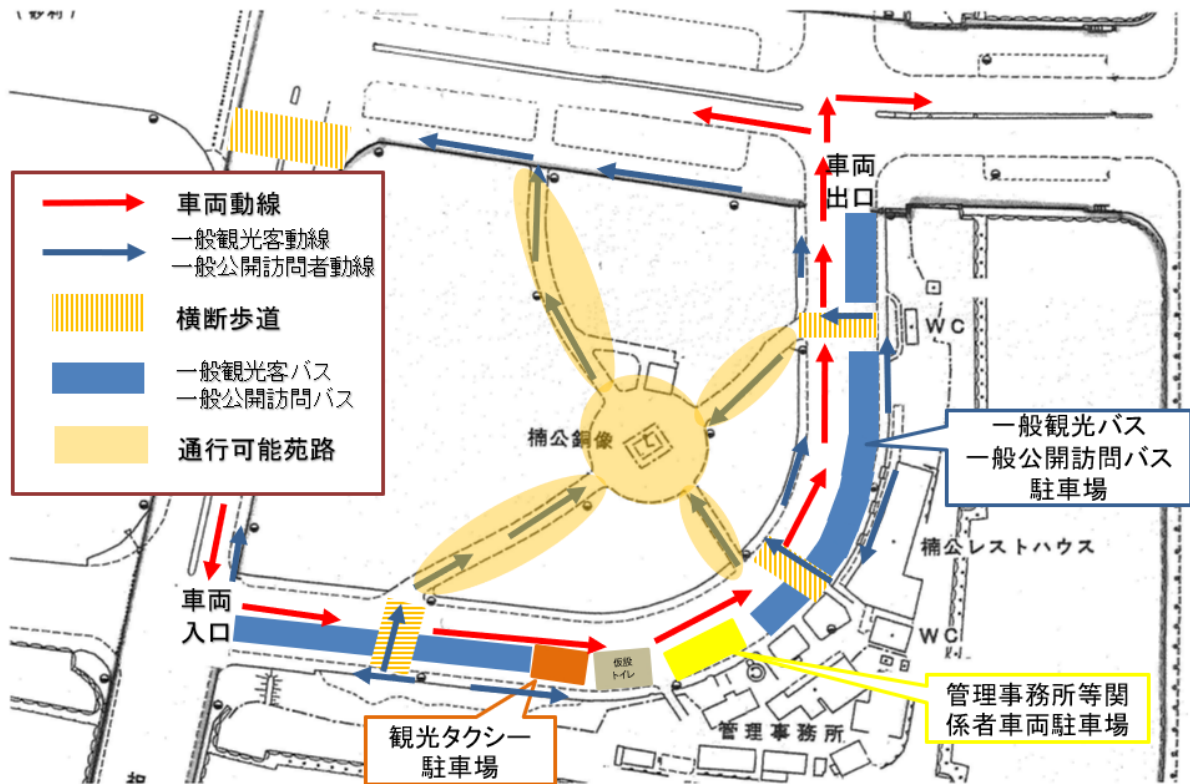 (砂利)
車両動線
一般観光客動線
一般公開訪問者動線
横断歩道
一般観光客バス
一般公開訪問バス
通行可能苑路
車両
出口
WC
楠公銅像
一般観光バス
一般公開訪問バス
駐車場
楠公レストハウス
車両
入口
WC
仮設
トイレ
管理事務所等関
係者車両駐車場
管理事務所
観光タクシー
駐車場